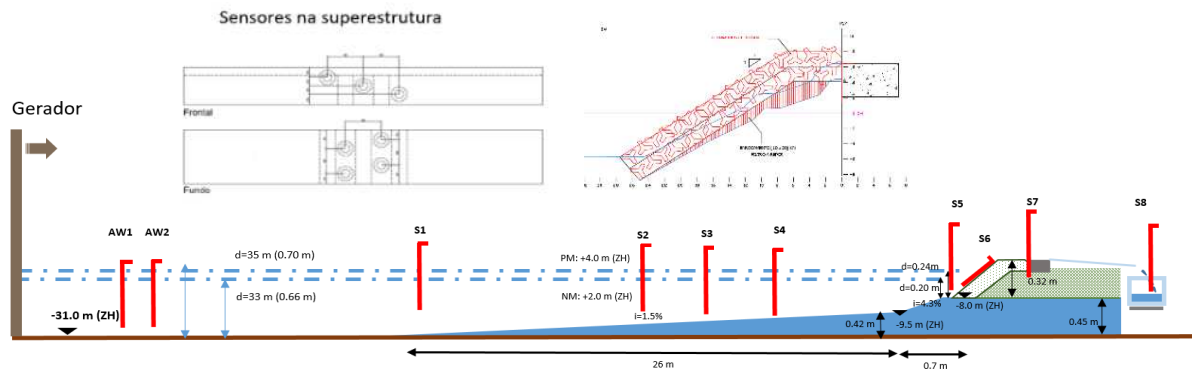 Sensores na superestrutura
Frontal
Fundo
Gerador
AW1
AW2
S1
S2
S3
S4
S5
S6
S7
S8
d=35 m (0.70 m)
d=33 m (0.66 m)
PM: +4.0 m (ZH)
NM: +2.0 m (ZH)
d=0.24m
d=0.20 m
0.32 m
i=1.5%
i=4.3%
-8.0 m (ZH)
-31.0 m (ZH)
0.42 m
-9.5 m (ZH)
0.45 m
26 m
0.7 m